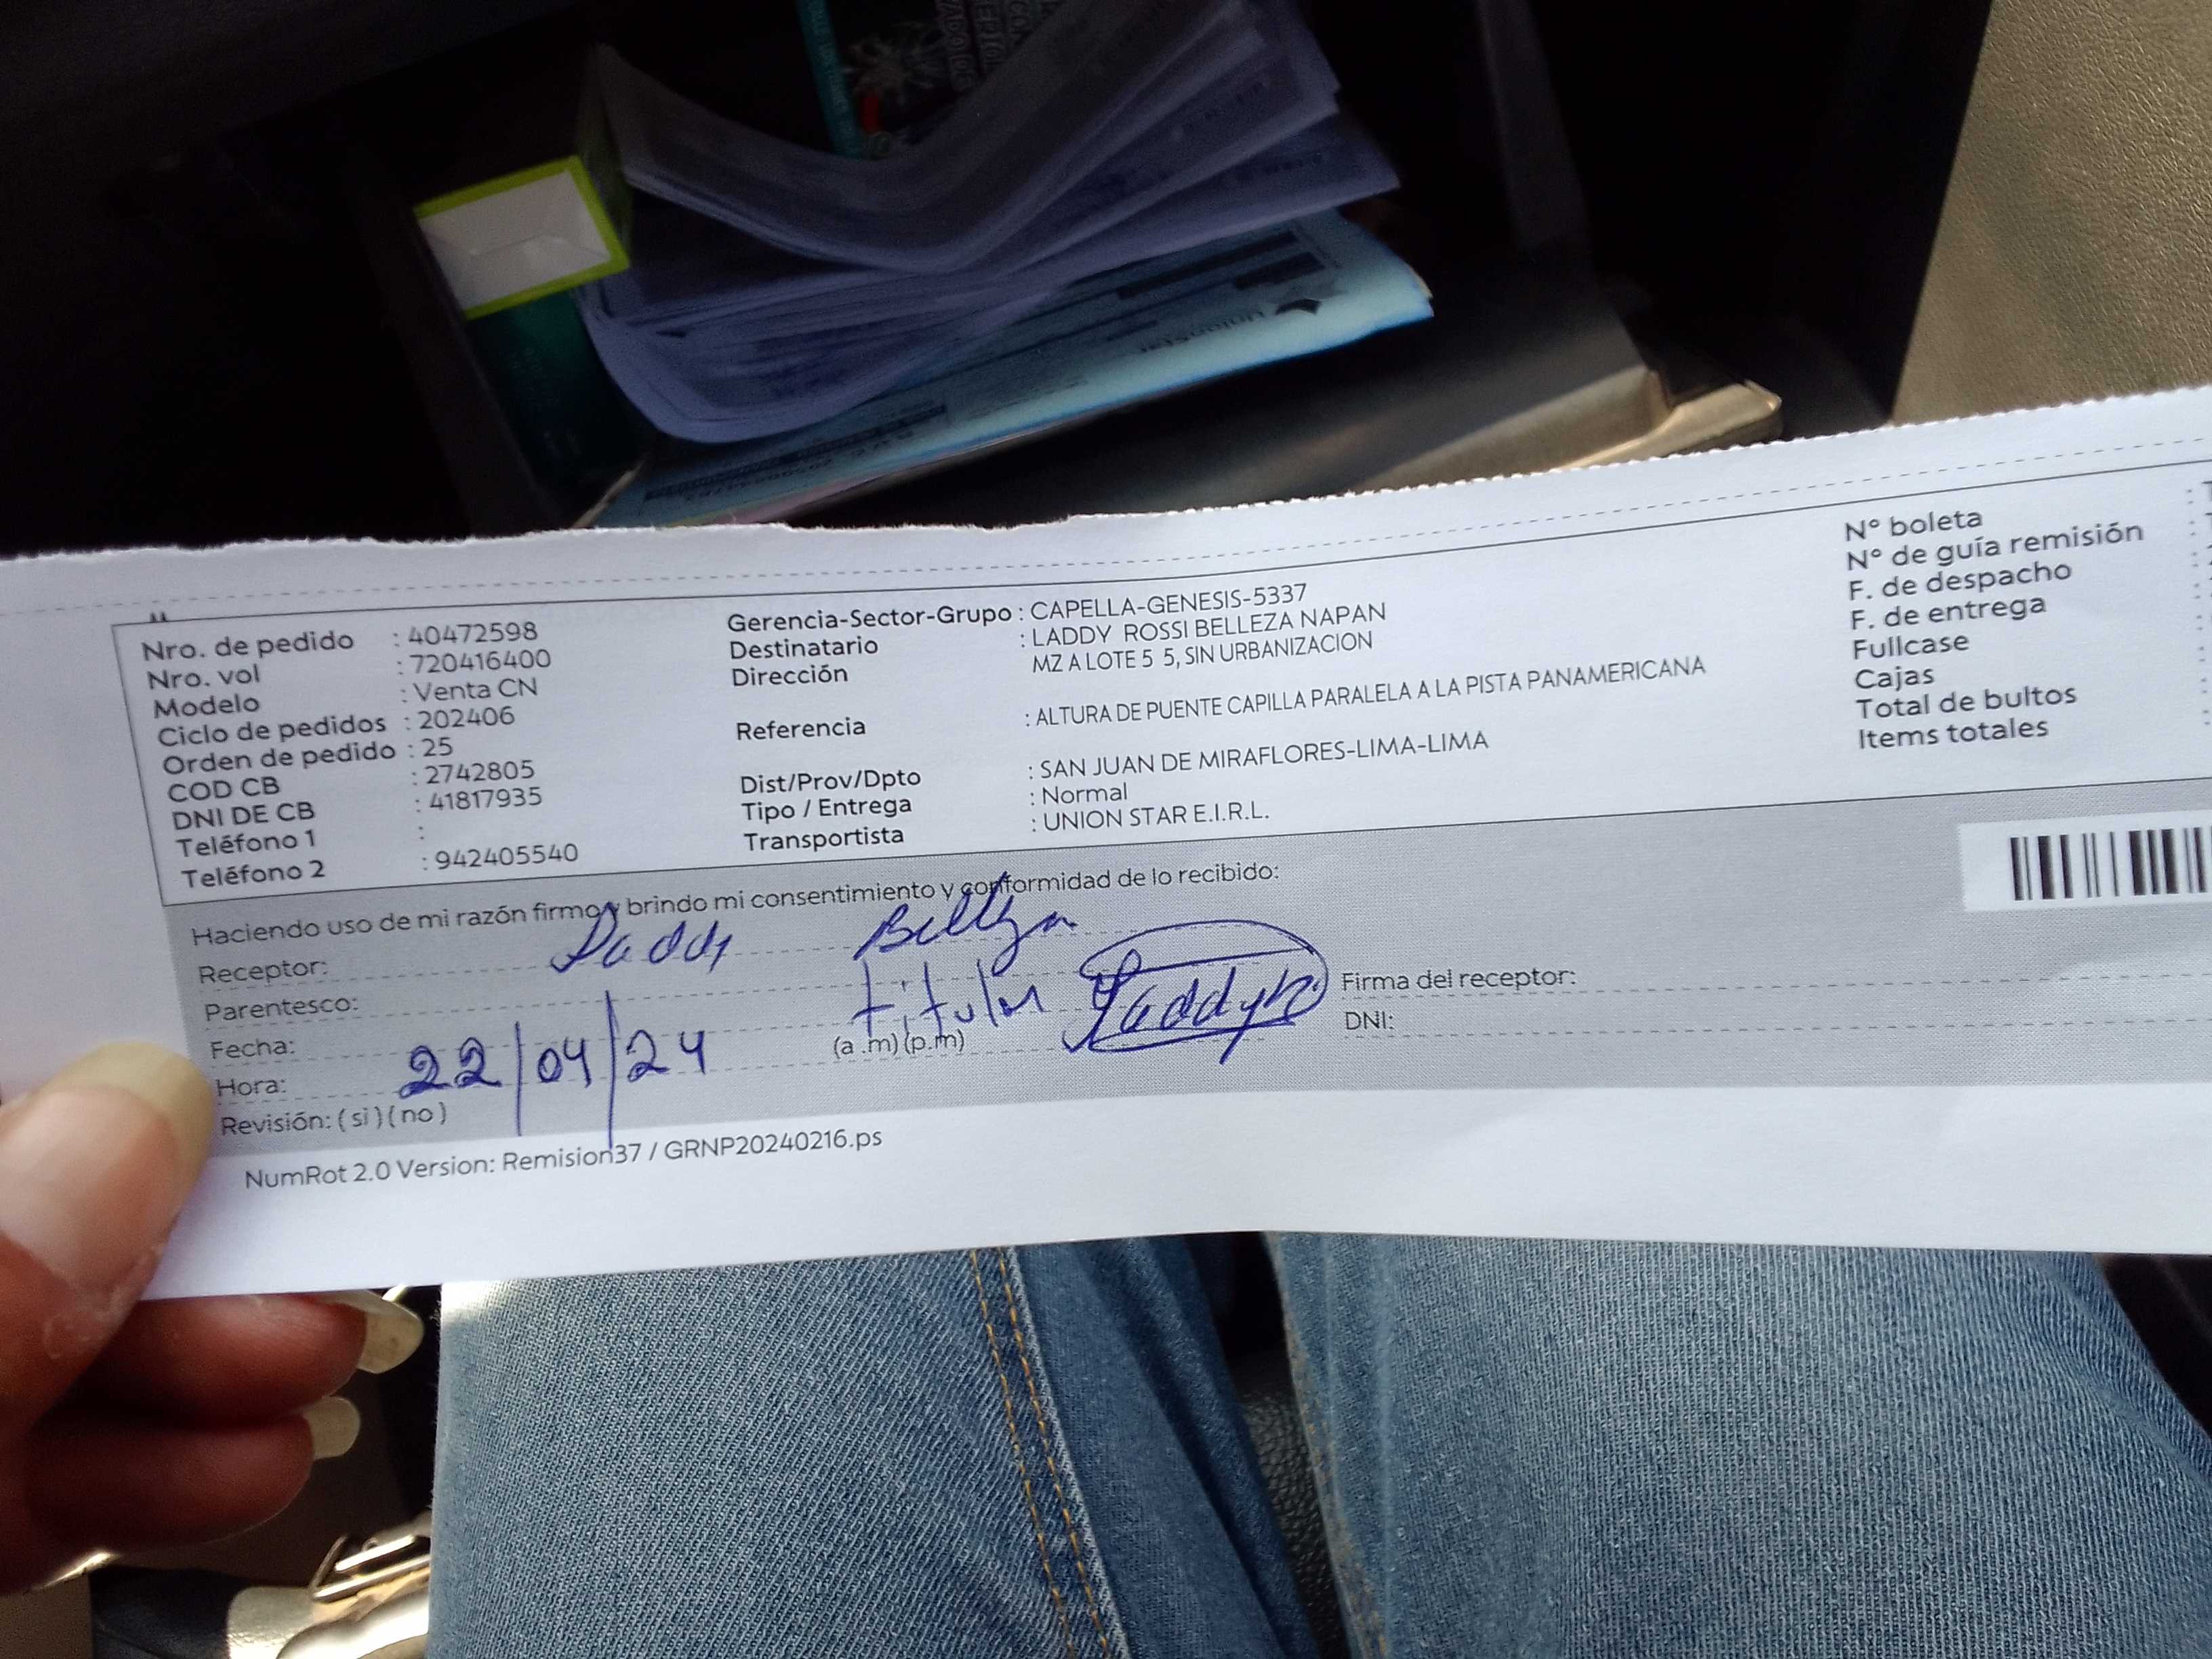 Nro. de pedido : 40472598
Nro. vol : 720416400
Modelo : Venta CN
Ciclo de pedidos : 202406
Orden de pedido : 25
COD CB : 2742805
DNI DE CB : 41817935
Teléfono 1 :
Teléfono 2 : 942405540
Gerencia-Sector-Grupo : CAPELLA-GENESIS-5337
Destinatario : LADDY ROSSI BELLEZA NAPAN
Dirección MZ A LOTE 5 5, SIN URBANIZACION
Referencia : ALTURA DE PUENTE CAPILLA PARALELA A LA PISTA PANAMERICANA
Dist/Prov/Dpto : SAN JUAN DE MIRAFLORES-LIMA-LIMA
Tipo / Entrega : Normal
Transportista : UNION STAR E.I.R.L.
N° boleta :
N° de guía remisión :
F. de despacho :
F. de entrega :
Fullcase :
Cajas :
Total de bultos :
Items totales :
Haciendo uso de mi razón firmo y brindo mi consentimiento y conformidad de lo recibido:
Receptor: Laddy Belleza
Parentesco: titular
Fecha: 22/04/24
Hora: (a .m) (p.m)
Revisión: ( si ) ( no )
Firma del receptor:
DNI:
NumRot 2.0 Version: Remision37 / GRNP20240216.ps